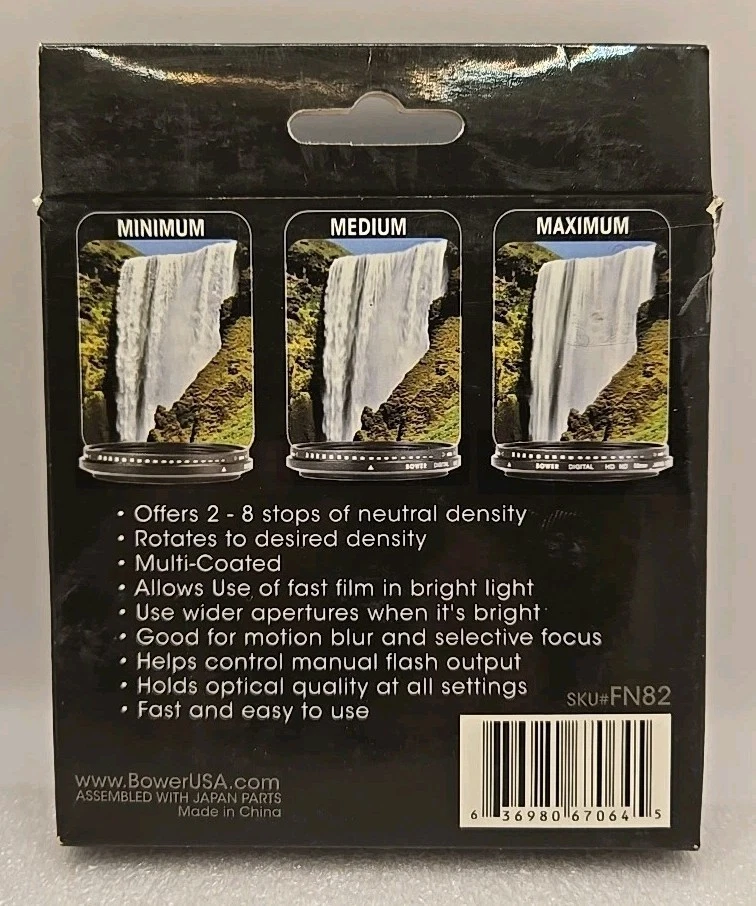 MINIMUM
MEDIUM
MAXIMUM
BOWER DIGITAL
BOWER DIGITAL HD ND
• Offers 2 - 8 stops of neutral density
• Rotates to desired density
• Multi-Coated
• Allows Use of fast film in bright light
• Use wider apertures when it's bright
• Good for motion blur and selective focus
• Helps control manual flash output
• Holds optical quality at all settings
• Fast and easy to use
SKU#FN82
www.BowerUSA.com
ASSEMBLED WITH JAPAN PARTS
Made in China
6 36980 67064 5